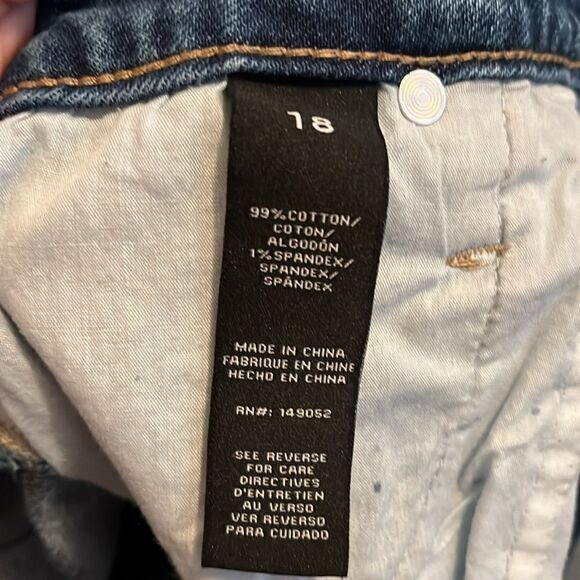 18
99%COTTON/
COTON/
ALGODÓN
1%SPANDEX/
SPANDEX/
SPÁNDEX
MADE IN CHINA
FABRIQUE EN CHINE
HECHO EN CHINA
RN#: 149052
SEE REVERSE
FOR CARE
DIRECTIVES
D'ENTRETIEN
AU VERSO
VER REVERSO
PARA CUIDADO